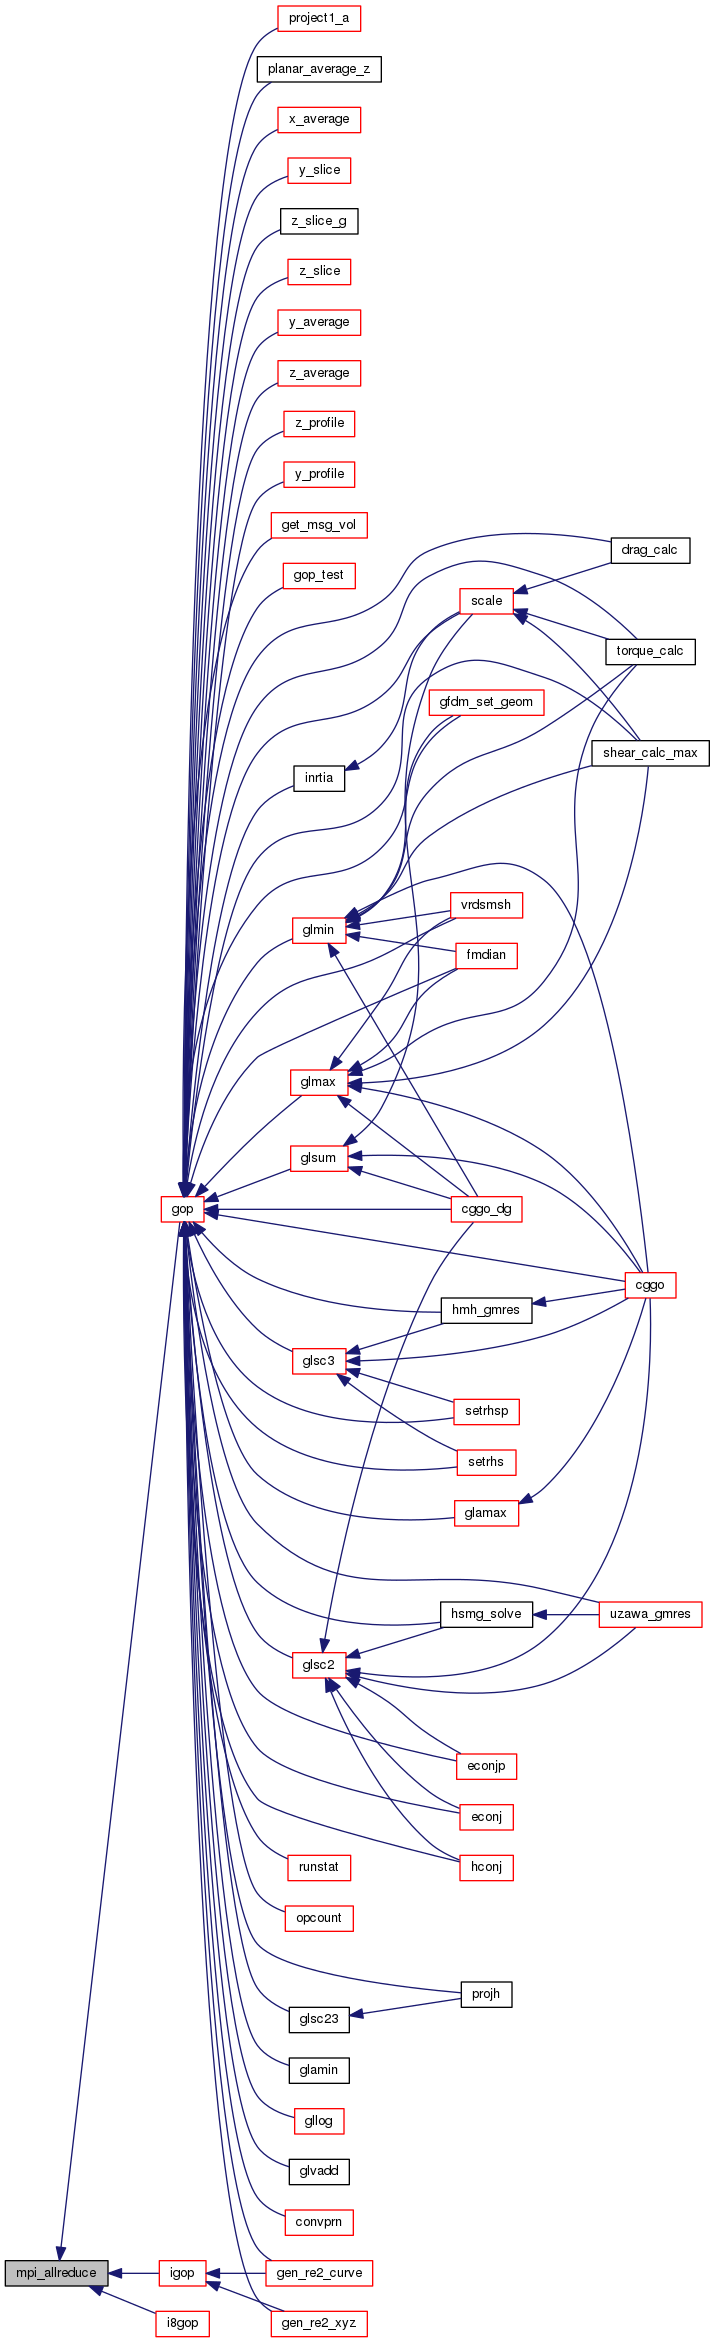 project1_a
planar_average_z
x_average
y_slice
z_slice_g
z_slice
y_average
z_average
z_profile
y_profile
get_msg_vol
drag_calc
gop_test
scale
torque_calc
gfdm_set_geom
shear_calc_max
inrtia
vrdsmsh
glmin
fmdian
glmax
glsum
gop
cggo_dg
cggo
hmh_gmres
glsc3
setrhsp
setrhs
glamax
hsmg_solve
uzawa_gmres
glsc2
econjp
econj
runstat
hconj
opcount
projh
glsc23
glamin
gllog
glvadd
convprn
mpi_allreduce
igop
gen_re2_curve
i8gop
gen_re2_xyz